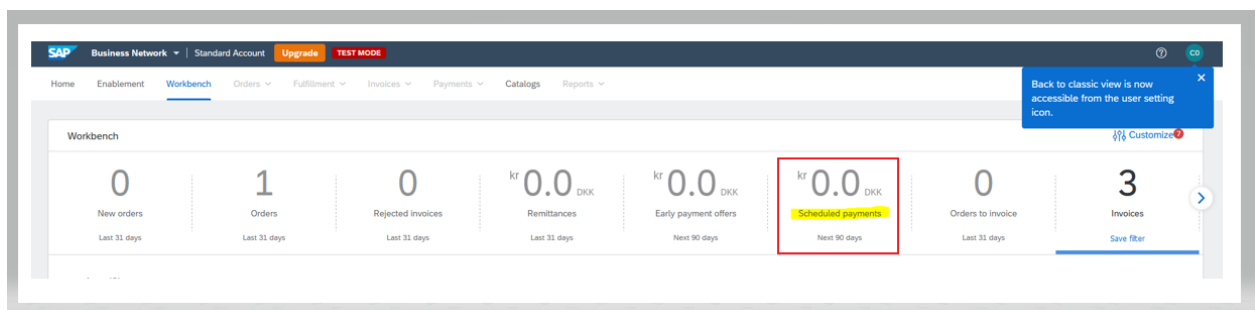 SAP Business Network Standard Account Upgrade TEST MODE CO
Home Enablement Workbench Orders Fulfillment Invoices Payments Catalogs Reports
Back to classic view is now
accessible from the user setting
icon.
Workbench Customize 7
0 1 0 kr 0.0 DKK kr 0.0 DKK kr 0.0 DKK 0 3
New orders Orders Rejected invoices Remittances Early payment offers Scheduled payments Orders to invoice Invoices
Last 31 days Last 31 days Last 31 days Last 31 days Next 90 days Next 90 days Last 31 days Save filter